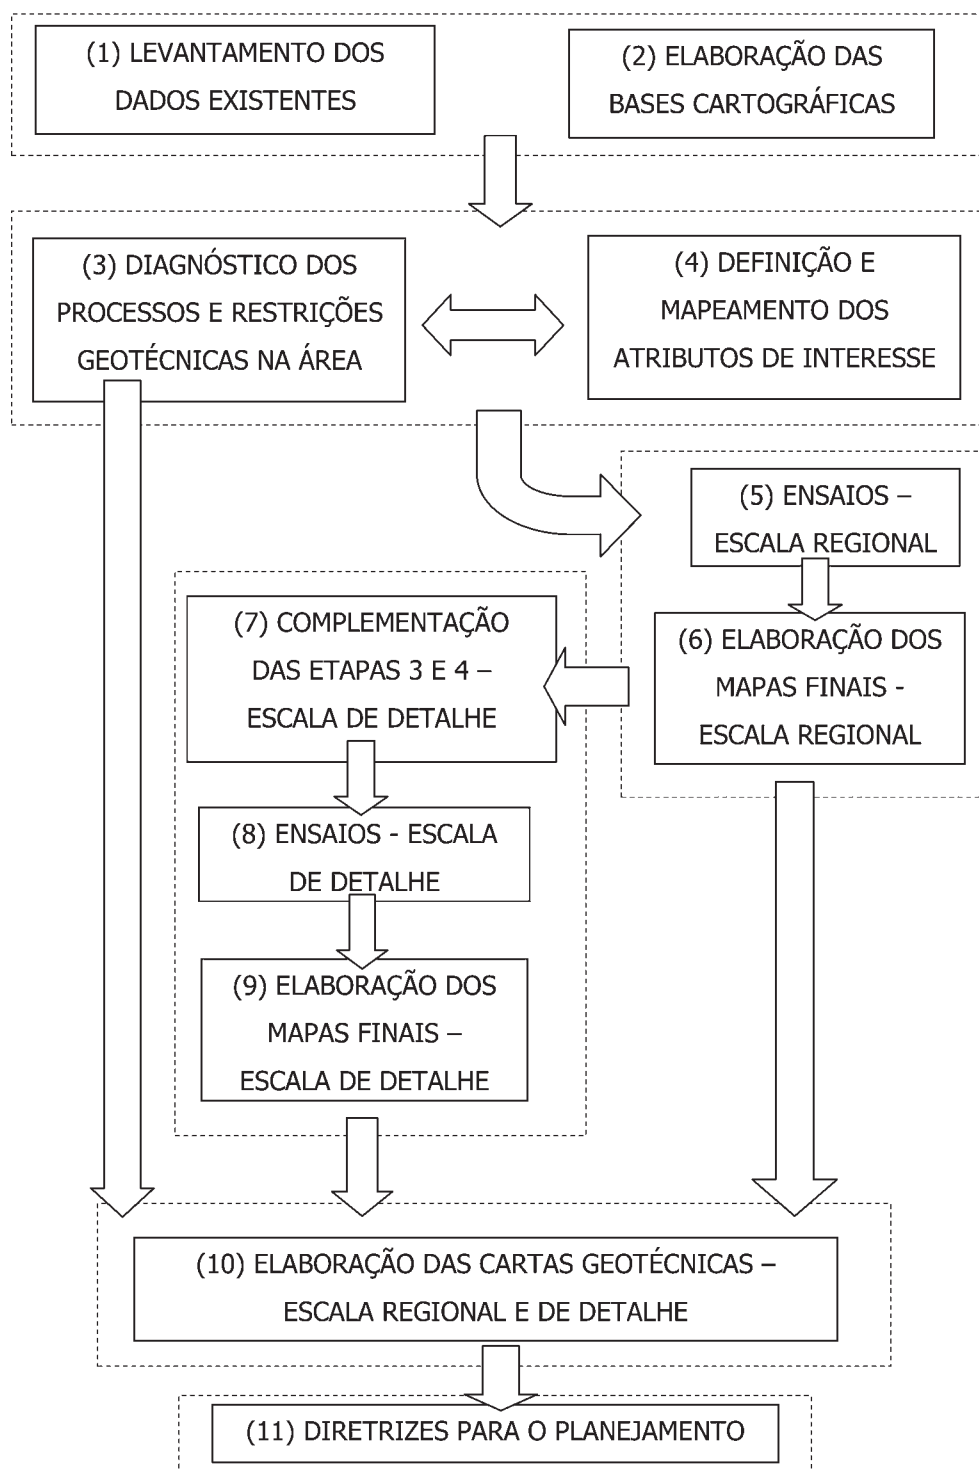 (1) LEVANTAMENTO DOS
DADOS EXISTENTES
(2) ELABORAÇÃO DAS
BASES CARTOGRÁFICAS
(3) DIAGNÓSTICO DOS
PROCESSOS E RESTRIÇÕES
GEOTÉCNICAS NA ÁREA
(4) DEFINIÇÃO E
MAPEAMENTO DOS
ATRIBUTOS DE INTERESSE
(5) ENSAIOS –
ESCALA REGIONAL
(6) ELABORAÇÃO DOS
MAPAS FINAIS -
ESCALA REGIONAL
(7) COMPLEMENTAÇÃO
DAS ETAPAS 3 E 4 –
ESCALA DE DETALHE
(8) ENSAIOS - ESCALA
DE DETALHE
(9) ELABORAÇÃO DOS
MAPAS FINAIS –
ESCALA DE DETALHE
(10) ELABORAÇÃO DAS CARTAS GEOTÉCNICAS –
ESCALA REGIONAL E DE DETALHE
(11) DIRETRIZES PARA O PLANEJAMENTO